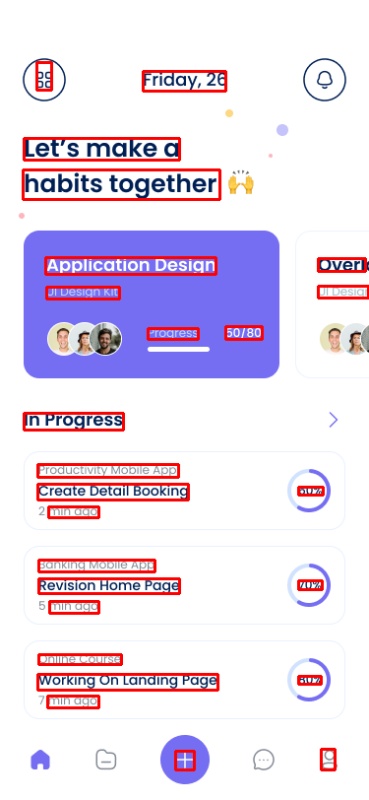 Friday, 26
Let's make a
habits together 🙌
Application Design
UI Design Kit
Progress
50/80
UI Design
In Progress
Productivity Mobile App
Create Detail Booking
2 min ago
60%
Banking Mobile App
Revision Home Page
5 min ago
70%
Online Course
Working On Landing Page
7 min ago
80%